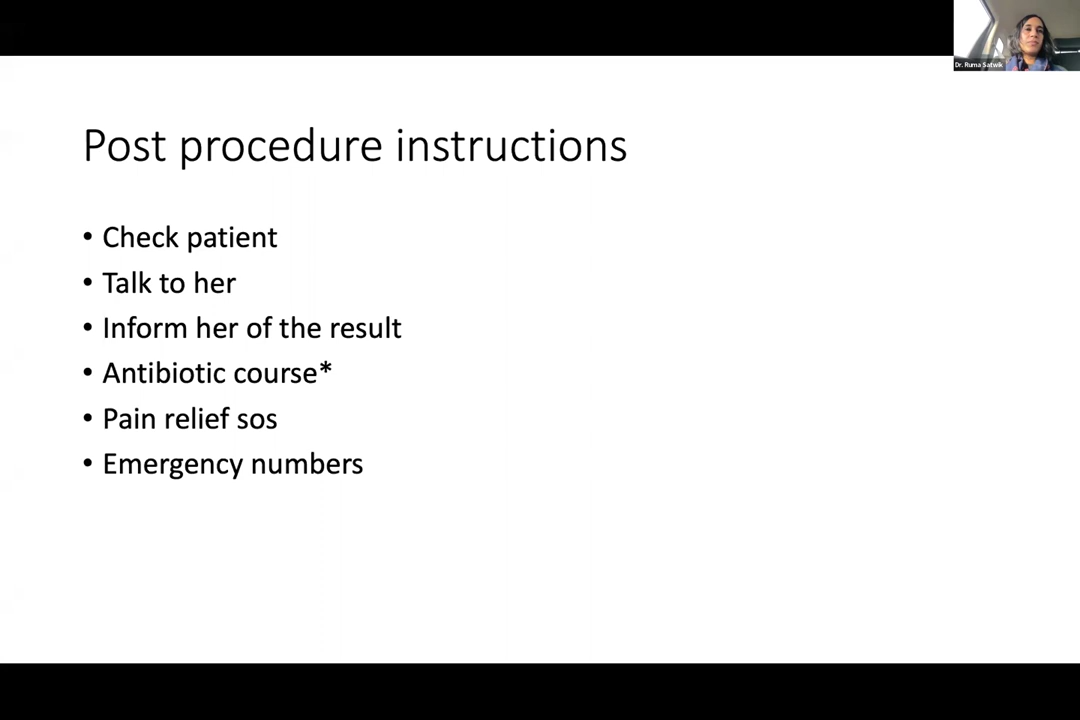 Dr. Ruma Satwik
Post procedure instructions
• Check patient
• Talk to her
• Inform her of the result
• Antibiotic course*
• Pain relief sos
• Emergency numbers